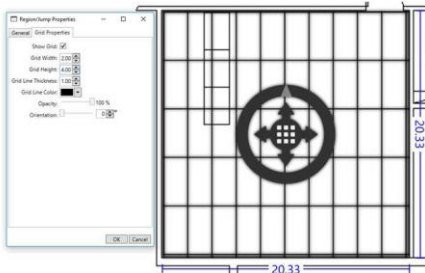 Region/Jump Properties
General Grid Properties
Show Grid:
Grid Width: 2.00
Grid Height: 4.00
Grid Line Thickness: 1.00
Grid Line Color:
Opacity: 100 %
Orientation: 0 °
OK Cancel
20.33
20.33